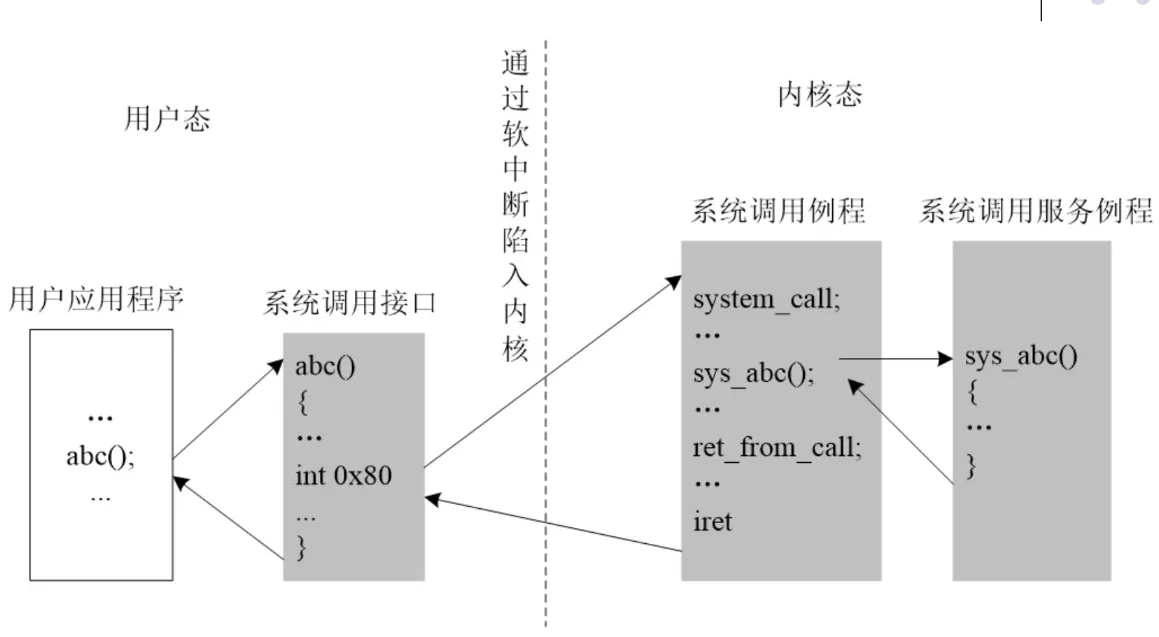 用户态
通过软中断陷入内核
内核态
用户应用程序
...
abc();
...
系统调用接口
abc()
{
...
int 0x80
...
}
系统调用例程
system_call;
...
sys_abc();
...
ret_from_call;
...
iret
系统调用服务例程
sys_abc()
{
...
}